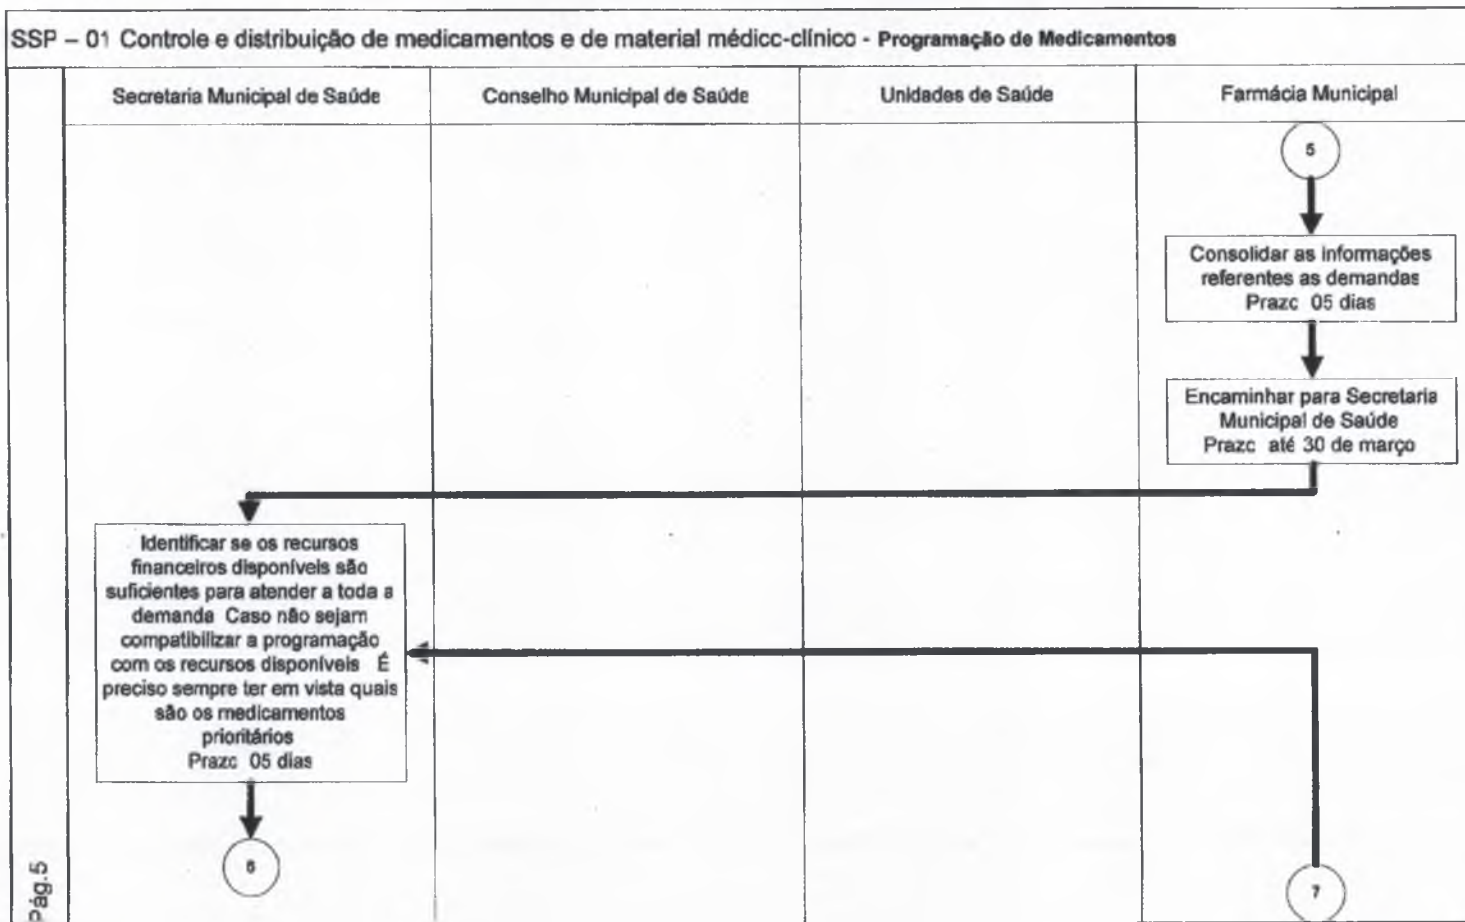 SSP – 01 Controle e distribuição de medicamentos e de material médico-clínico - Programação de Medicamentos
Secretaria Municipal de Saúde
Conselho Municipal de Saúde
Unidades de Saúde
Farmácia Municipal
5
Consolidar as informações
referentes as demandas
Prazo 05 dias
Encaminhar para Secretaria
Municipal de Saúde
Prazo até 30 de março
Identificar se os recursos
financeiros disponíveis são
suficientes para atender a toda a
demanda Caso não sejam
compatibilizar a programação
com os recursos disponíveis É
preciso sempre ter em vista quais
são os medicamentos
prioritários
Prazo 05 dias
6
7
Pág.5